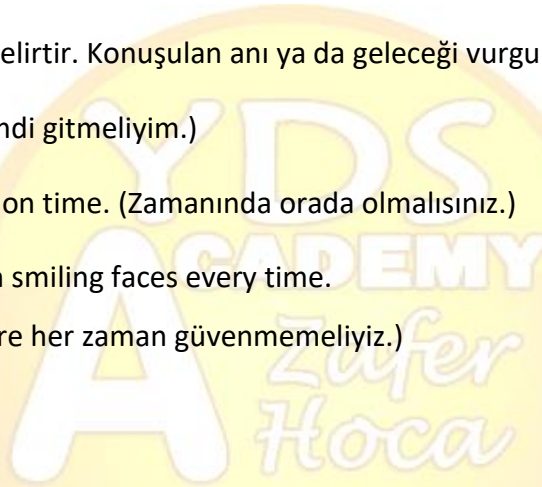 elirtir. Konuşulan anı ya da geleceği vurgu
ndi gitmeliyim.)
on time. (Zamanında orada olmalısınız.)
smiling faces every time.
re her zaman güvenmemeliyiz.)
YDS
ACADEMY
Zafer
Hoca